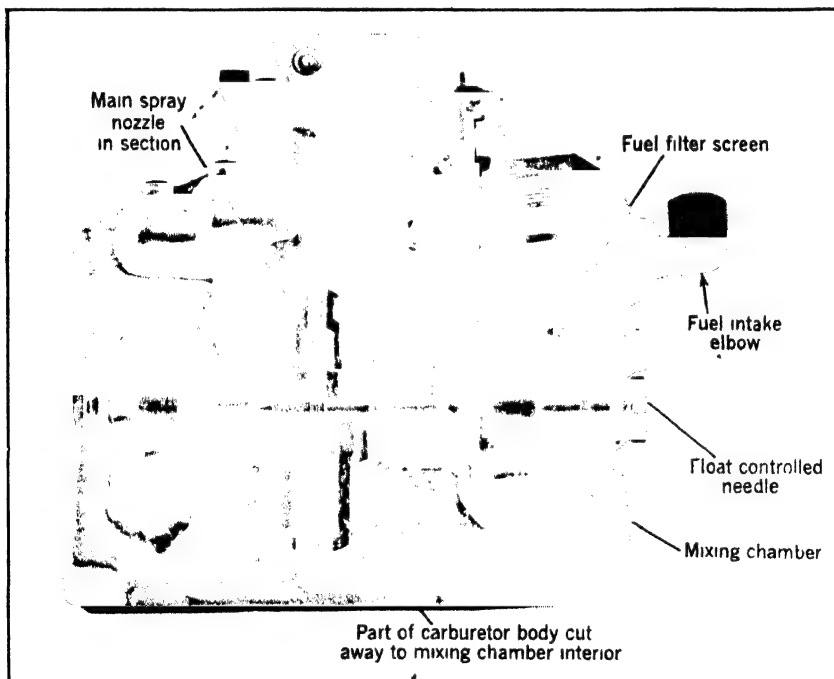 Main spray
nozzle
in section
Fuel filter screen
Fuel intake
elbow
Float controlled
needle
Mixing chamber
Part of carburetor body cut
away to mixing chamber interior